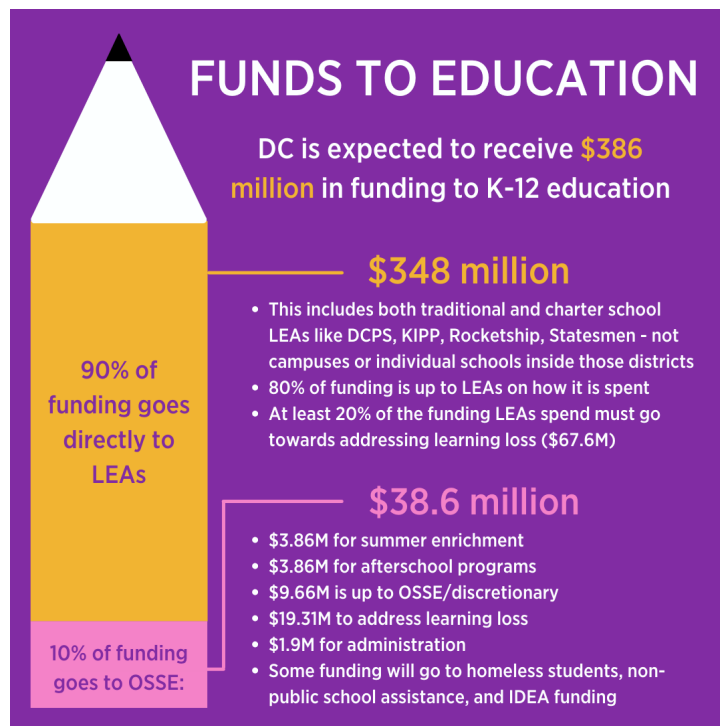 FUNDS TO EDUCATION
DC is expected to receive $386
million in funding to K-12 education
90% of
funding goes
directly to
LEAs
$348 million
• This includes both traditional and charter school
LEAs like DCPS, KIPP, Rocketship, Statesmen - not
campuses or individual schools inside those districts
• 80% of funding is up to LEAs on how it is spent
• At least 20% of the funding LEAs spend must go
towards addressing learning loss ($67.6M)
10% of funding
goes to OSSE:
$38.6 million
• $3.86M for summer enrichment
• $3.86M for afterschool programs
• $9.66M is up to OSSE/discretionary
• $19.31M to address learning loss
• $1.9M for administration
• Some funding will go to homeless students, non-
public school assistance, and IDEA funding